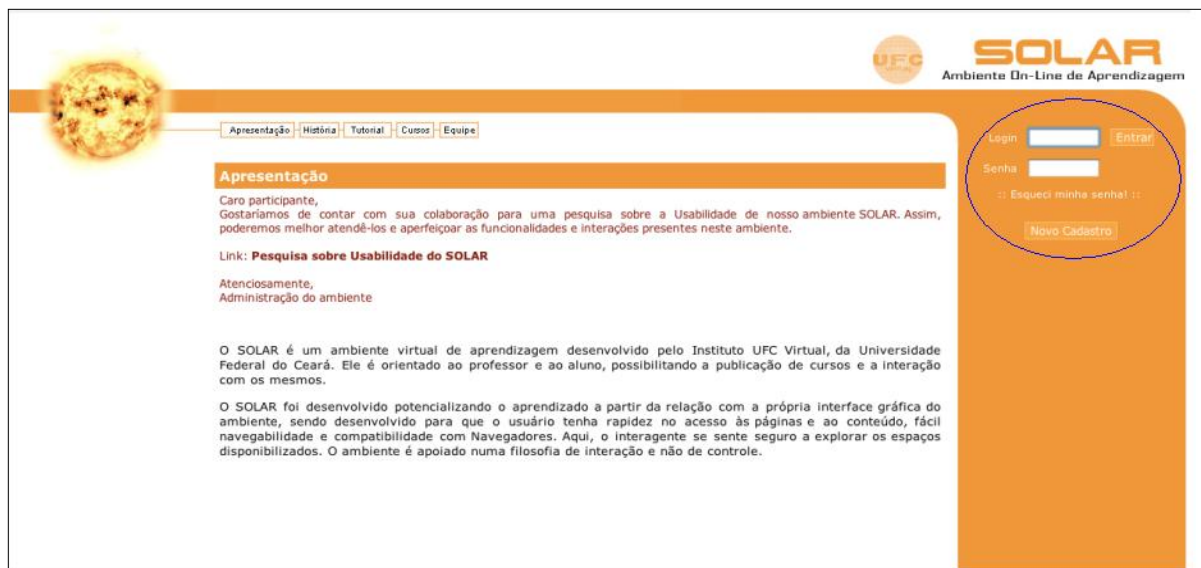 UFC
SOLAR
Ambiente On-Line de Aprendizagem
Apresentação História Tutorial Cursos Equipe
Login Entrar
Senha
:: Esqueci minha senha! ::
Novo Cadastro
Apresentação
Caro participante,
Gostaríamos de contar com sua colaboração para uma pesquisa sobre a Usabilidade de nosso ambiente SOLAR. Assim,
poderemos melhor atendê-los e aperfeiçoar as funcionalidades e interações presentes neste ambiente.
Link: Pesquisa sobre Usabilidade do SOLAR
Atenciosamente,
Administração do ambiente
O SOLAR é um ambiente virtual de aprendizagem desenvolvido pelo Instituto UFC Virtual, da Universidade
Federal do Ceará. Ele é orientado ao professor e ao aluno, possibilitando a publicação de cursos e a interação
com os mesmos.
O SOLAR foi desenvolvido potencializando o aprendizado a partir da relação com a própria interface gráfica do
ambiente, sendo desenvolvido para que o usuário tenha rapidez no acesso às páginas e ao conteúdo, fácil
navegabilidade e compatibilidade com Navegadores. Aqui, o interagente se sente seguro a explorar os espaços
disponibilizados. O ambiente é apoiado numa filosofia de interação e não de controle.